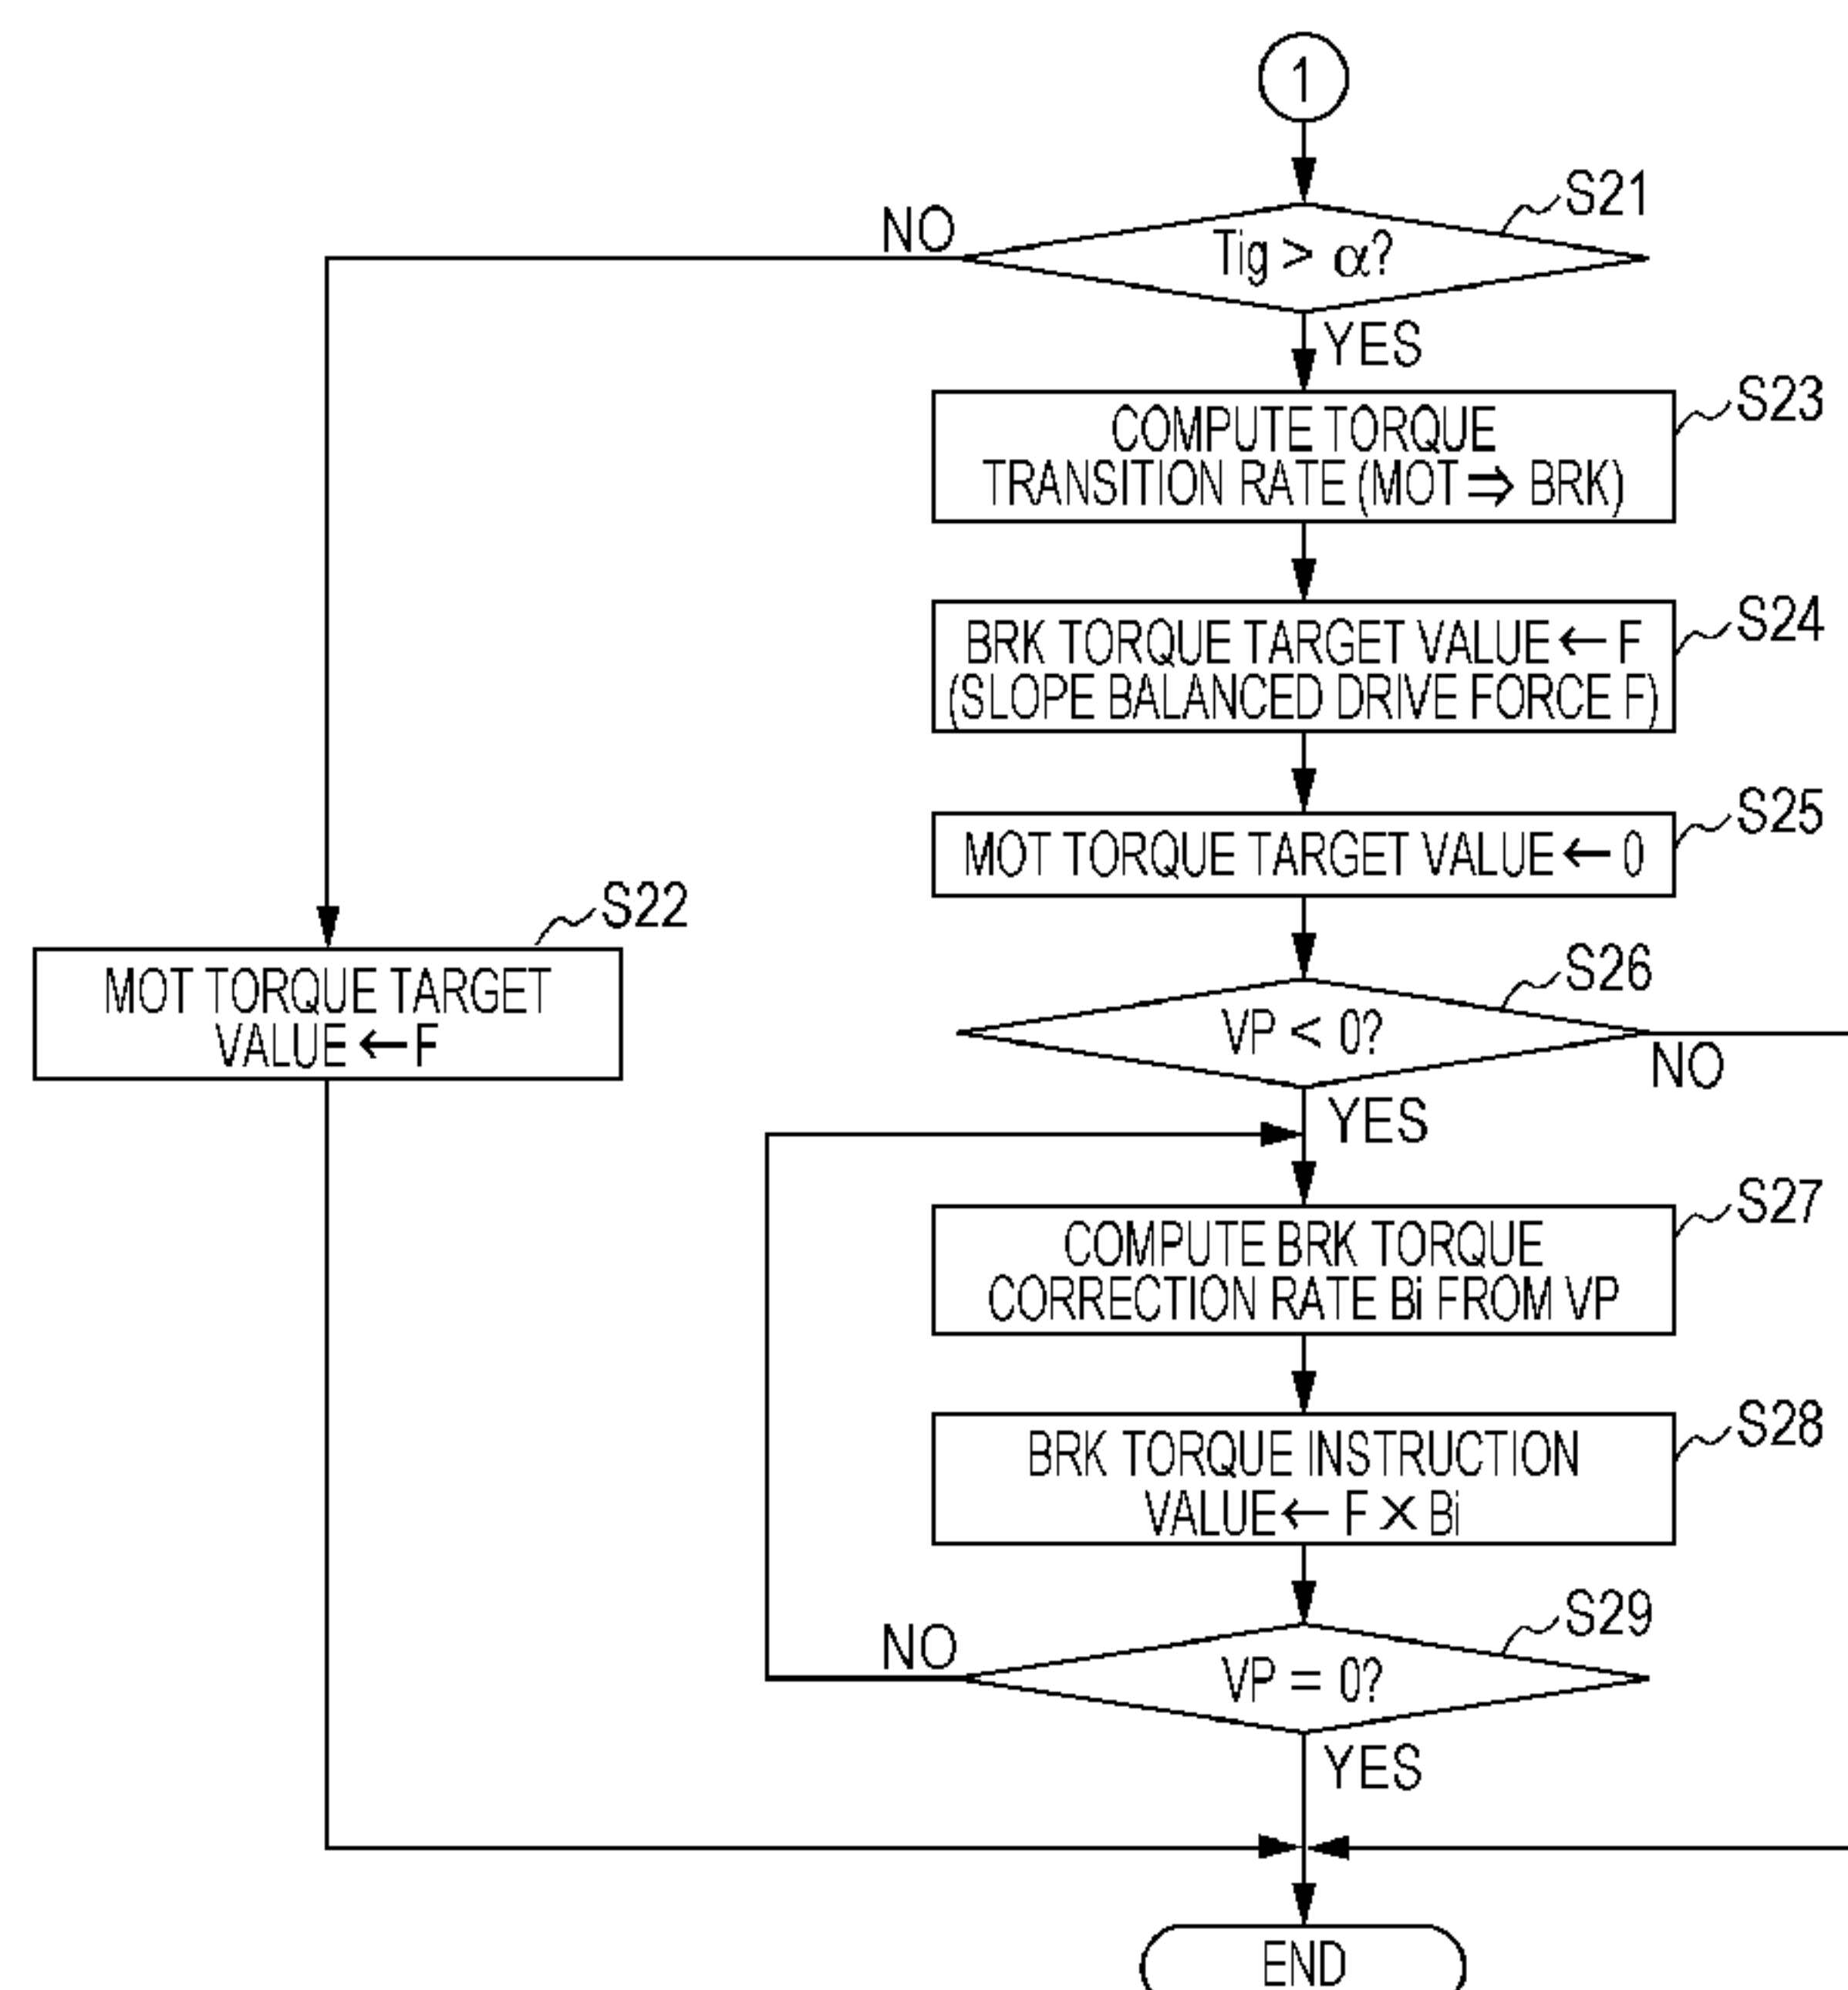 1
S21
NO
Tig > α?
YES
S23
COMPUTE TORQUE
TRANSITION RATE (MOT ⇒ BRK)
S24
BRK TORQUE TARGET VALUE ← F
(SLOPE BALANCED DRIVE FORCE F)
S25
MOT TORQUE TARGET VALUE ← 0
S22
MOT TORQUE TARGET
VALUE ← F
S26
VP < 0?
NO
YES
S27
COMPUTE BRK TORQUE
CORRECTION RATE Bi FROM VP
S28
BRK TORQUE INSTRUCTION
VALUE ← F × Bi
S29
NO
VP = 0?
YES
END